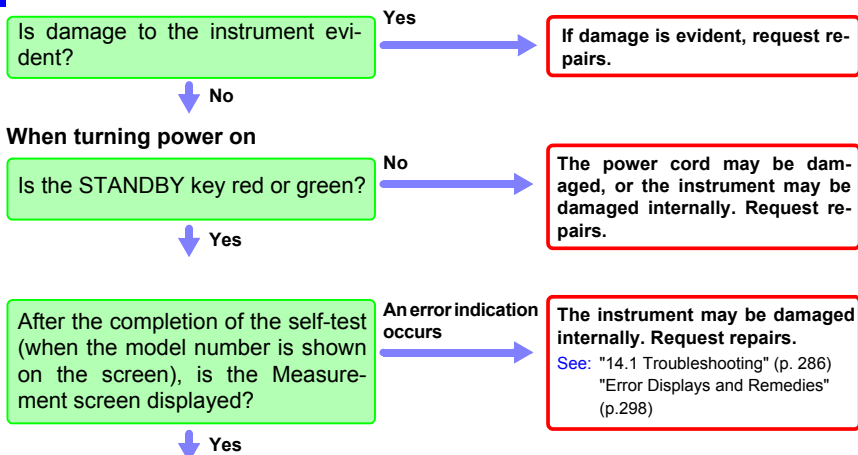 Is damage to the instrument evi-
dent?
Yes
If damage is evident, request re-
pairs.
No
When turning power on
Is the STANDBY key red or green?
No
The power cord may be dam-
aged, or the instrument may be
damaged internally. Request re-
pairs.
Yes
After the completion of the self-test
(when the model number is shown
on the screen), is the Measure-
ment screen displayed?
An error indication
occurs
The instrument may be damaged
internally. Request repairs.
See: "14.1 Troubleshooting" (p. 286)
"Error Displays and Remedies"
(p.298)
Yes